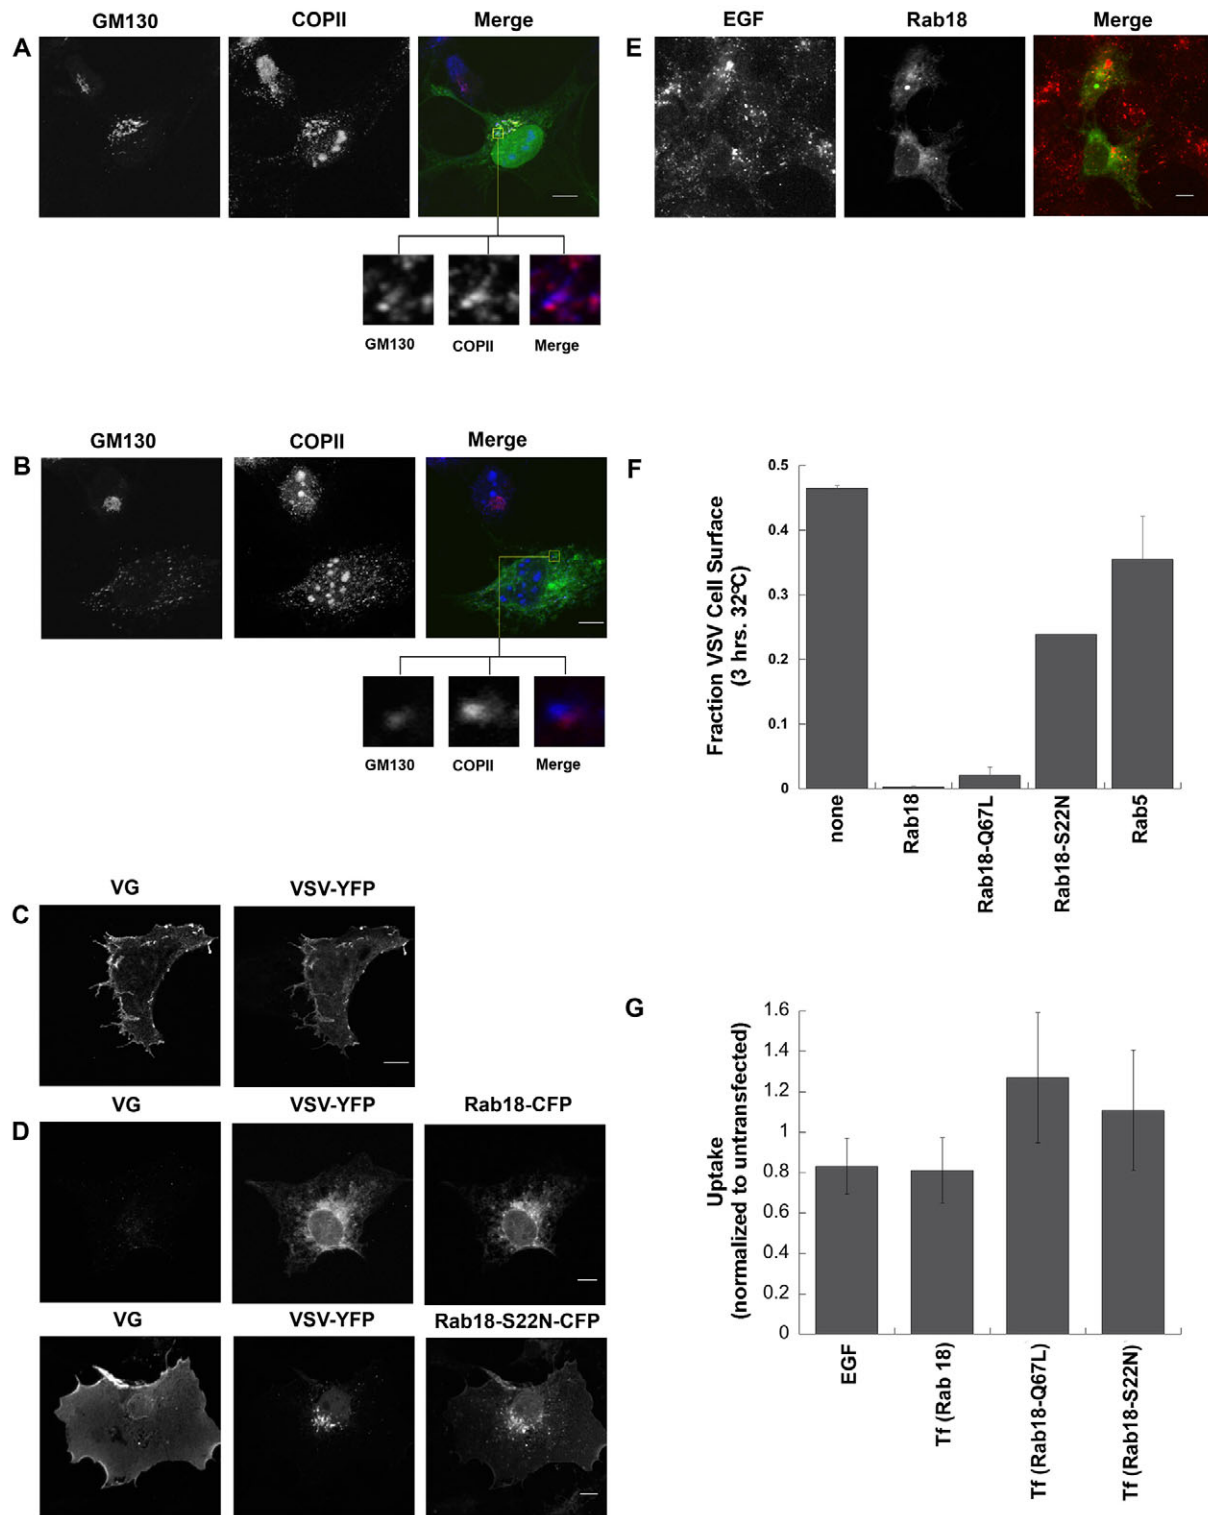 GM130 COPII Merge
A
GM130 COPII Merge
GM130 COPII Merge
B
GM130 COPII Merge
VG VSV-YFP
C
VG VSV-YFP Rab18-CFP
D
VG VSV-YFP Rab18-S22N-CFP
EGF Rab18 Merge
E
F
Fraction VSV Cell Surface
(3 hrs. 32°C)
0.5
0.4
0.3
0.2
0.1
0
none
Rab18
Rab18-Q67L
Rab18-S22N
Rab5
G
Uptake
(normalized to untransfected)
1.6
1.4
1.2
1
0.8
0.6
0.4
0.2
0
EGF
Tf (Rab 18)
Tf (Rab18-Q67L)
Tf (Rab18-S22N)